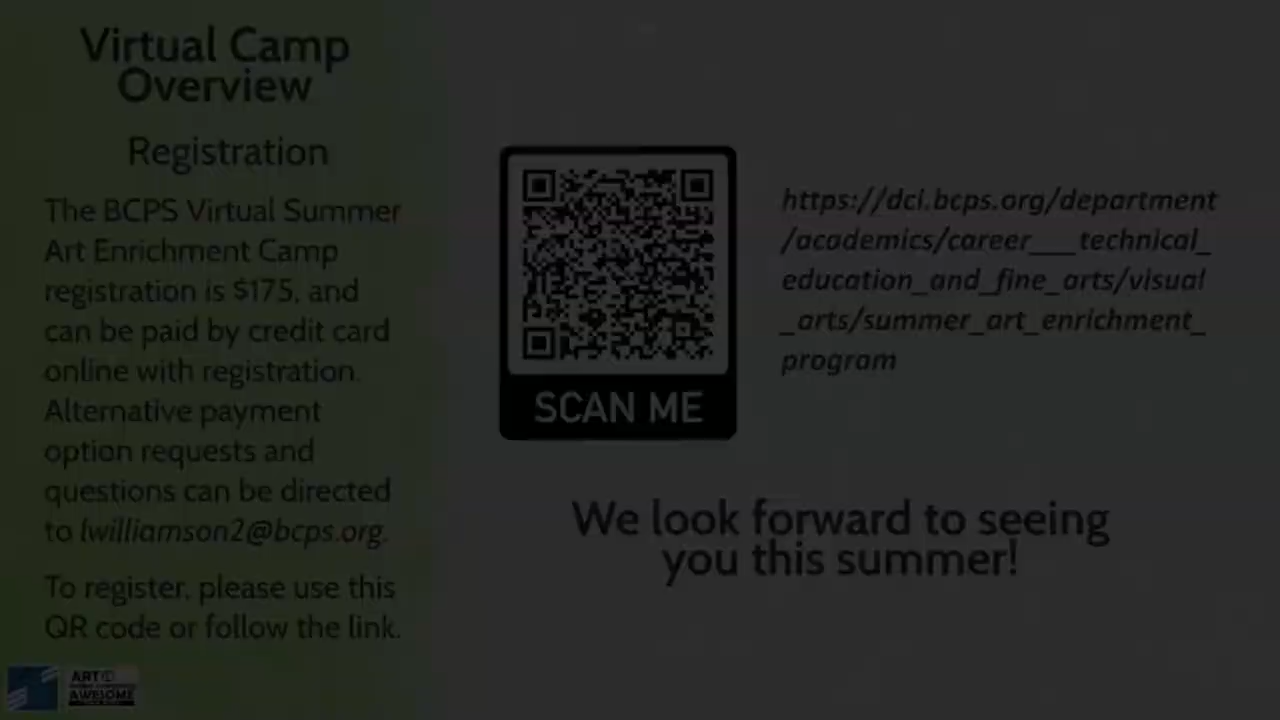 Virtual Camp
Overview
Registration
The BCPS Virtual Summer
Art Enrichment Camp
registration is $175, and
can be paid by credit card
online with registration.
Alternative payment
option requests and
questions can be directed
to lwilliamson2@bcps.org.
To register, please use this
QR code or follow the link.
ART
AWESOME
SCAN ME
https://dci.bcps.org/department
/academics/career___technical_
education_and_fine_arts/visual
_arts/summer_art_enrichment_
program
We look forward to seeing
you this summer!